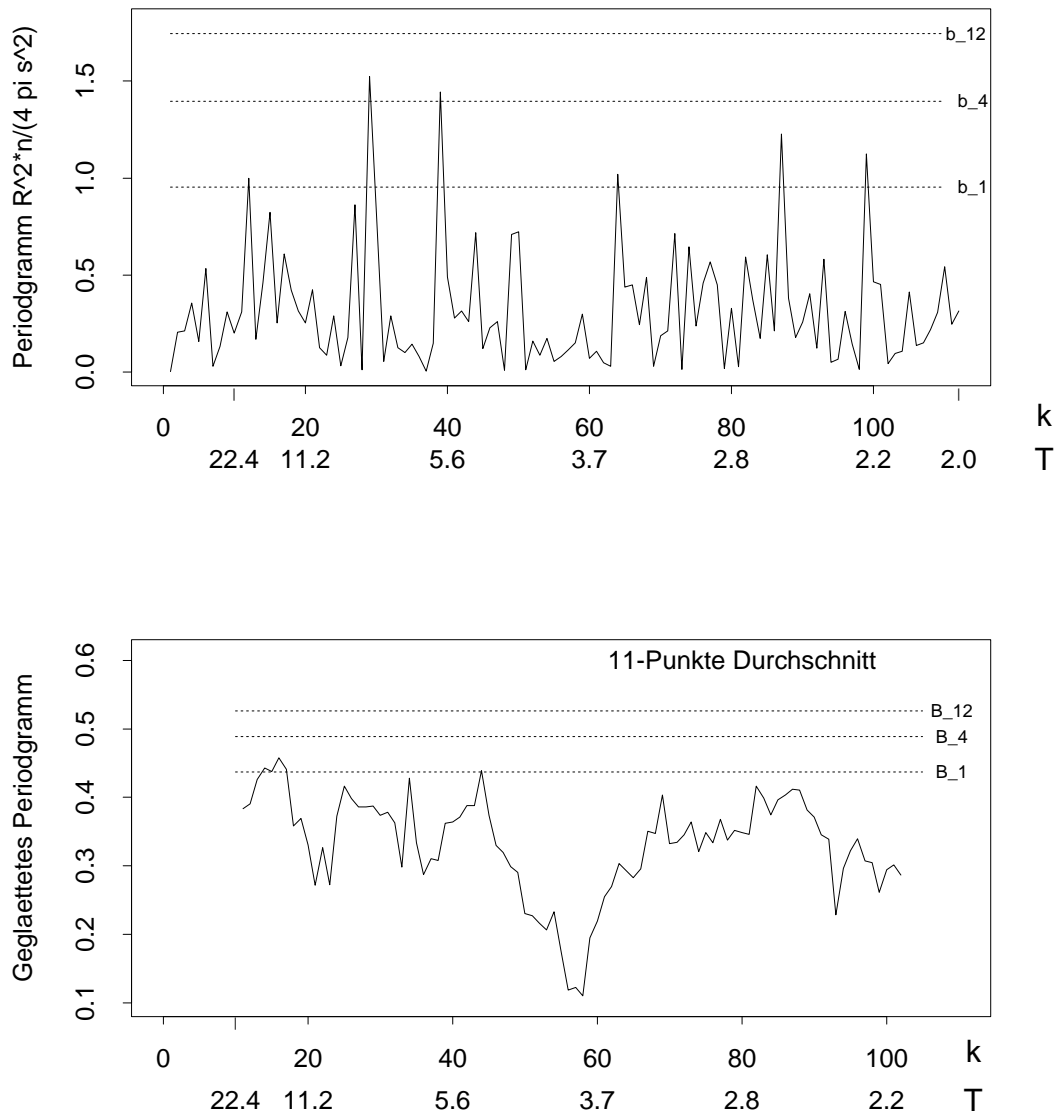 Periodgramm R^2*n/(4 pi s^2)
1.5
1.0
0.5
0.0
b_12
b_4
b_1
0 20 40 60 80 100 k
22.4 11.2 5.6 3.7 2.8 2.2 2.0 T
Geglaettetes Periodgramm
11-Punkte Durchschnitt
0.6
0.5
0.4
0.3
0.2
0.1
B_12
B_4
B_1
0 20 40 60 80 100 k
22.4 11.2 5.6 3.7 2.8 2.2 T